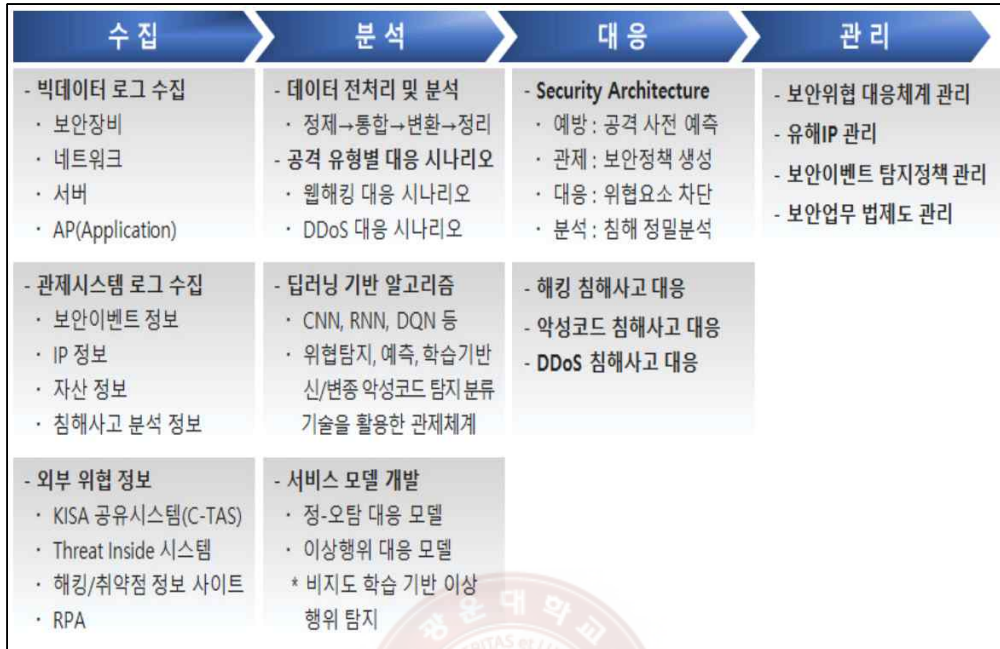 수 집
분 석
대 응
관 리
- 빅데이터 로그 수집
· 보안장비
· 네트워크
· 서버
· AP(Application)
- 관제시스템 로그 수집
· 보안이벤트 정보
· IP 정보
· 자산 정보
· 침해사고 분석 정보
- 외부 위협 정보
· KISA 공유시스템(C-TAS)
· Threat Inside 시스템
· 해킹/취약점 정보 사이트
· RPA
- 데이터 전처리 및 분석
· 정제→통합→변환→정리
- 공격 유형별 대응 시나리오
· 웹해킹 대응 시나리오
· DDoS 대응 시나리오
- 딥러닝 기반 알고리즘
· CNN, RNN, DQN 등
· 위협탐지, 예측, 학습기반
신/변종 악성코드 탐지 분류
기술을 활용한 관제체계
- 서비스 모델 개발
· 정-오탐 대응 모델
· 이상행위 대응 모델
* 비지도 학습 기반 이상
행위 탐지
- Security Architecture
· 예방 : 공격 사전 예측
· 관제 : 보안정책 생성
· 대응 : 위협요소 차단
· 분석 : 침해 정밀분석
- 해킹 침해사고 대응
- 악성코드 침해사고 대응
- DDoS 침해사고 대응
- 보안위협 대응체계 관리
- 유해IP 관리
- 보안이벤트 탐지정책 관리
- 보안업무 법제도 관리
광운대학교